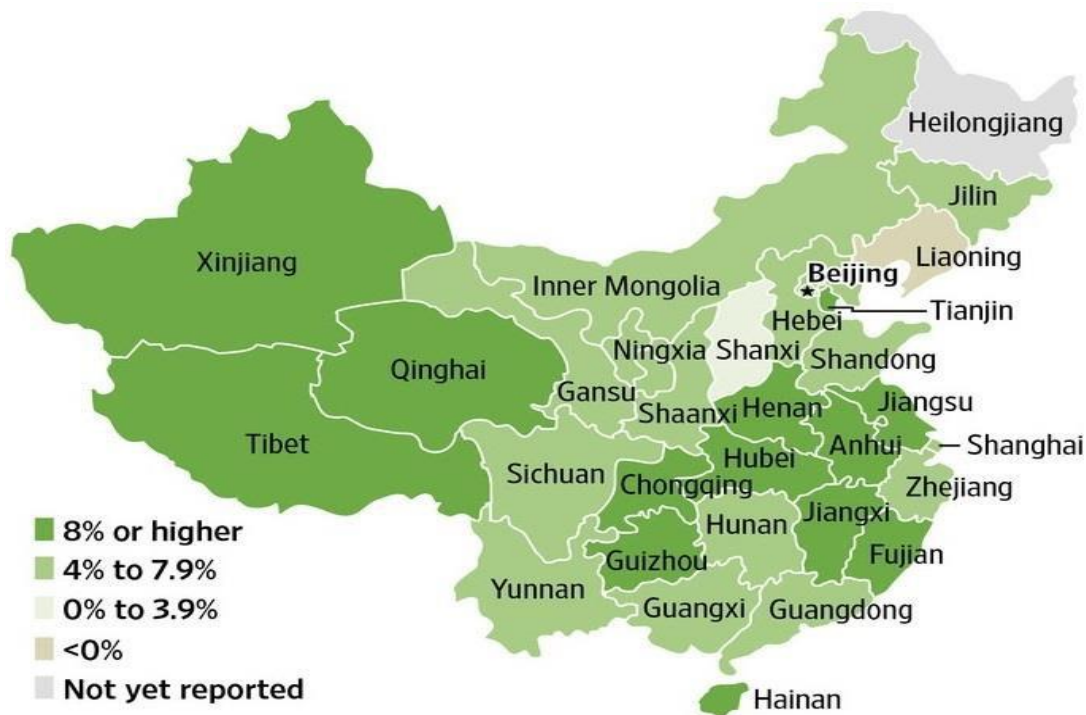 Heilongjiang
Jilin
Xinjiang
Liaoning
Beijing
Inner Mongolia
Tianjin
Hebei
Ningxia
Shanxi
Shandong
Qinghai
Gansu
Shaanxi
Henan
Jiangsu
Tibet
Anhui
Shanghai
Hubei
Sichuan
Chongqing
Zhejiang
Hunan
Jiangxi
8% or higher
Guizhou
Fujian
4% to 7.9%
Yunnan
0% to 3.9%
Guangxi
Guangdong
<0%
Not yet reported
Hainan